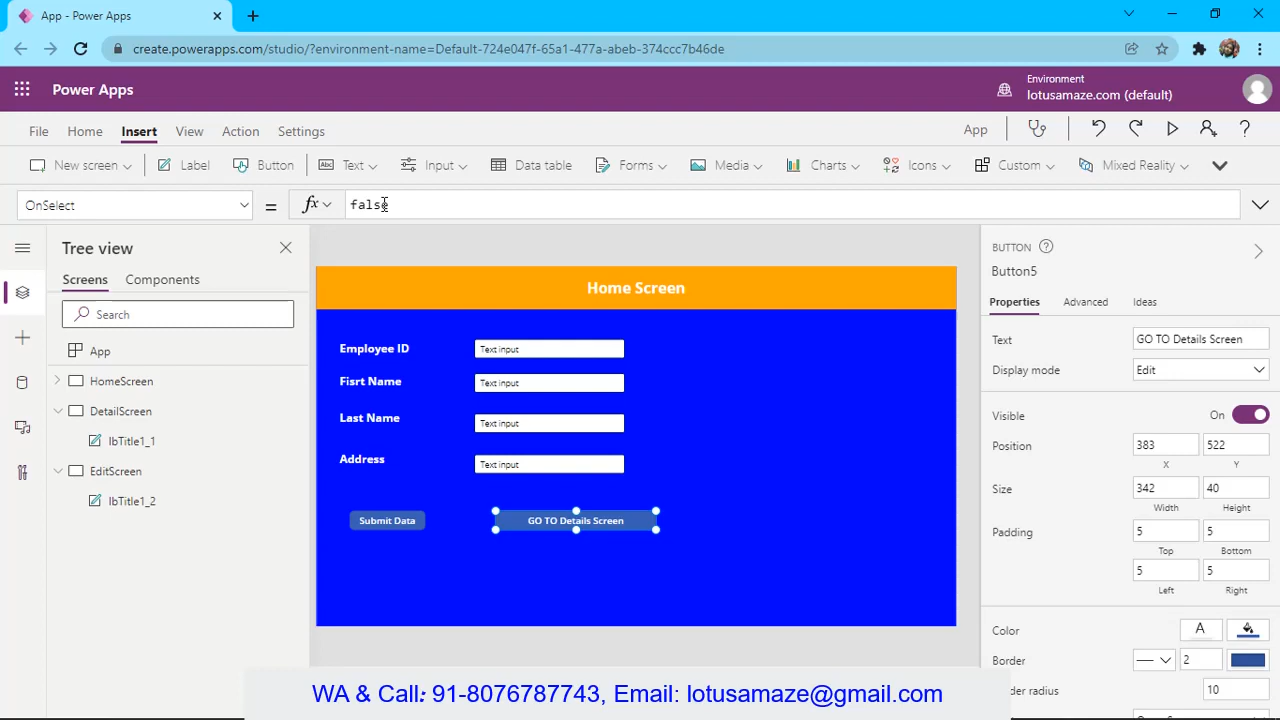 App - Power Apps
create.powerapps.com/studio/?environment-name=Default-724e047f-65a1-477a-abeb-374ccc7b46de
Power Apps
Environment
lotusamaze.com (default)
File Home Insert View Action Settings App
New screen Label Button Text Input Data table Forms Media Charts Icons Custom Mixed Reality
OnSelect = fx false
Tree view
Screens Components
Search
App
HomeScreen
DetailScreen
lbTitle1_1
EditScreen
lbTitle1_2
Home Screen
Employee ID Text input
Fisrt Name Text input
Last Name Text input
Address Text input
Submit Data GO TO Details Screen
BUTTON
Button5
Properties Advanced Ideas
Text GO TO Details Screen
Display mode Edit
Visible On
Position 383 522
X Y
Size 342 40
Width Height
Padding 5 5
Top Bottom
5 5
Left Right
Color A
Border 2
radius 10
WA & Call: 91-8076787743, Email: lotusamaze@gmail.com